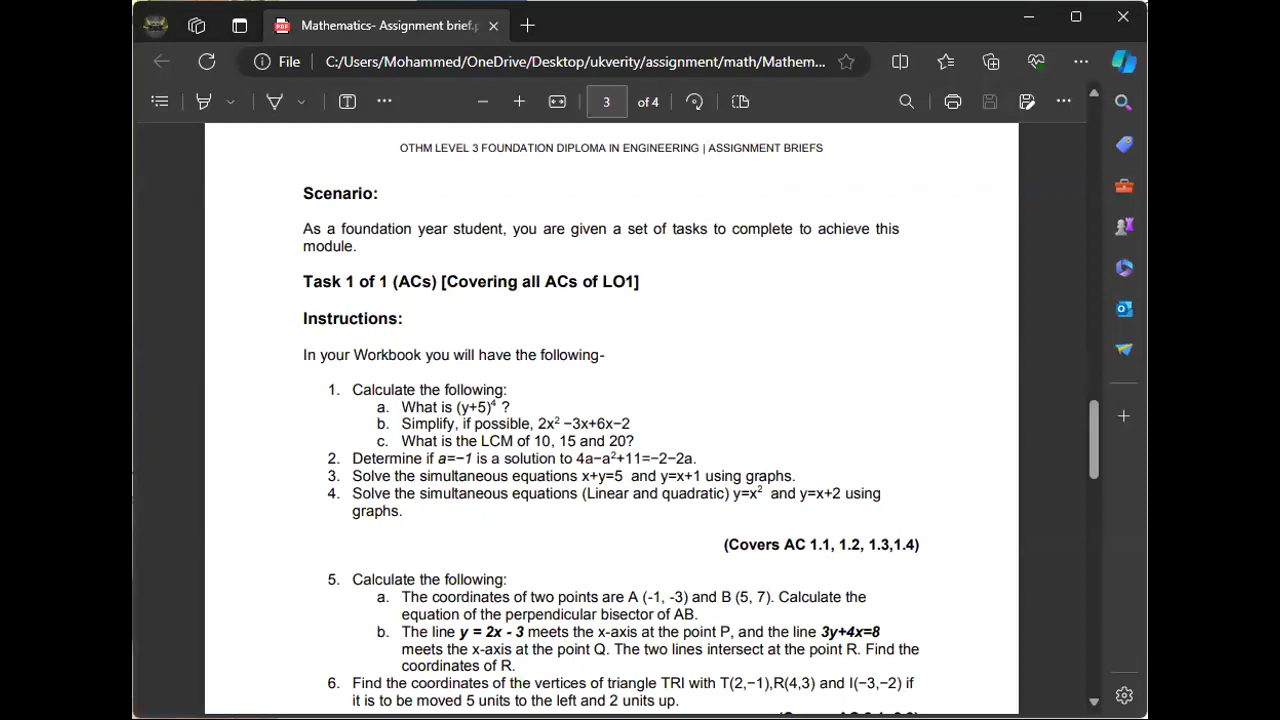 Mathematics- Assignment brief.p
File
C:/Users/Mohammed/OneDrive/Desktop/ukverity/assignment/math/Mathem...
3 of 4
OTHM LEVEL 3 FOUNDATION DIPLOMA IN ENGINEERING | ASSIGNMENT BRIEFS
Scenario:
As a foundation year student, you are given a set of tasks to complete to achieve this
module.
Task 1 of 1 (ACs) [Covering all ACs of LO1]
Instructions:
In your Workbook you will have the following-
1. Calculate the following:
a. What is (y+5)⁴ ?
b. Simplify, if possible, 2x² −3x+6x−2
c. What is the LCM of 10, 15 and 20?
2. Determine if a=−1 is a solution to 4a−a²+11=−2−2a.
3. Solve the simultaneous equations x+y=5 and y=x+1 using graphs.
4. Solve the simultaneous equations (Linear and quadratic) y=x² and y=x+2 using
graphs.
(Covers AC 1.1, 1.2, 1.3,1.4)
5. Calculate the following:
a. The coordinates of two points are A (-1, -3) and B (5, 7). Calculate the
equation of the perpendicular bisector of AB.
b. The line y = 2x - 3 meets the x-axis at the point P, and the line 3y+4x=8
meets the x-axis at the point Q. The two lines intersect at the point R. Find the
coordinates of R.
6. Find the coordinates of the vertices of triangle TRI with T(2,−1),R(4,3) and I(−3,−2) if
it is to be moved 5 units to the left and 2 units up.